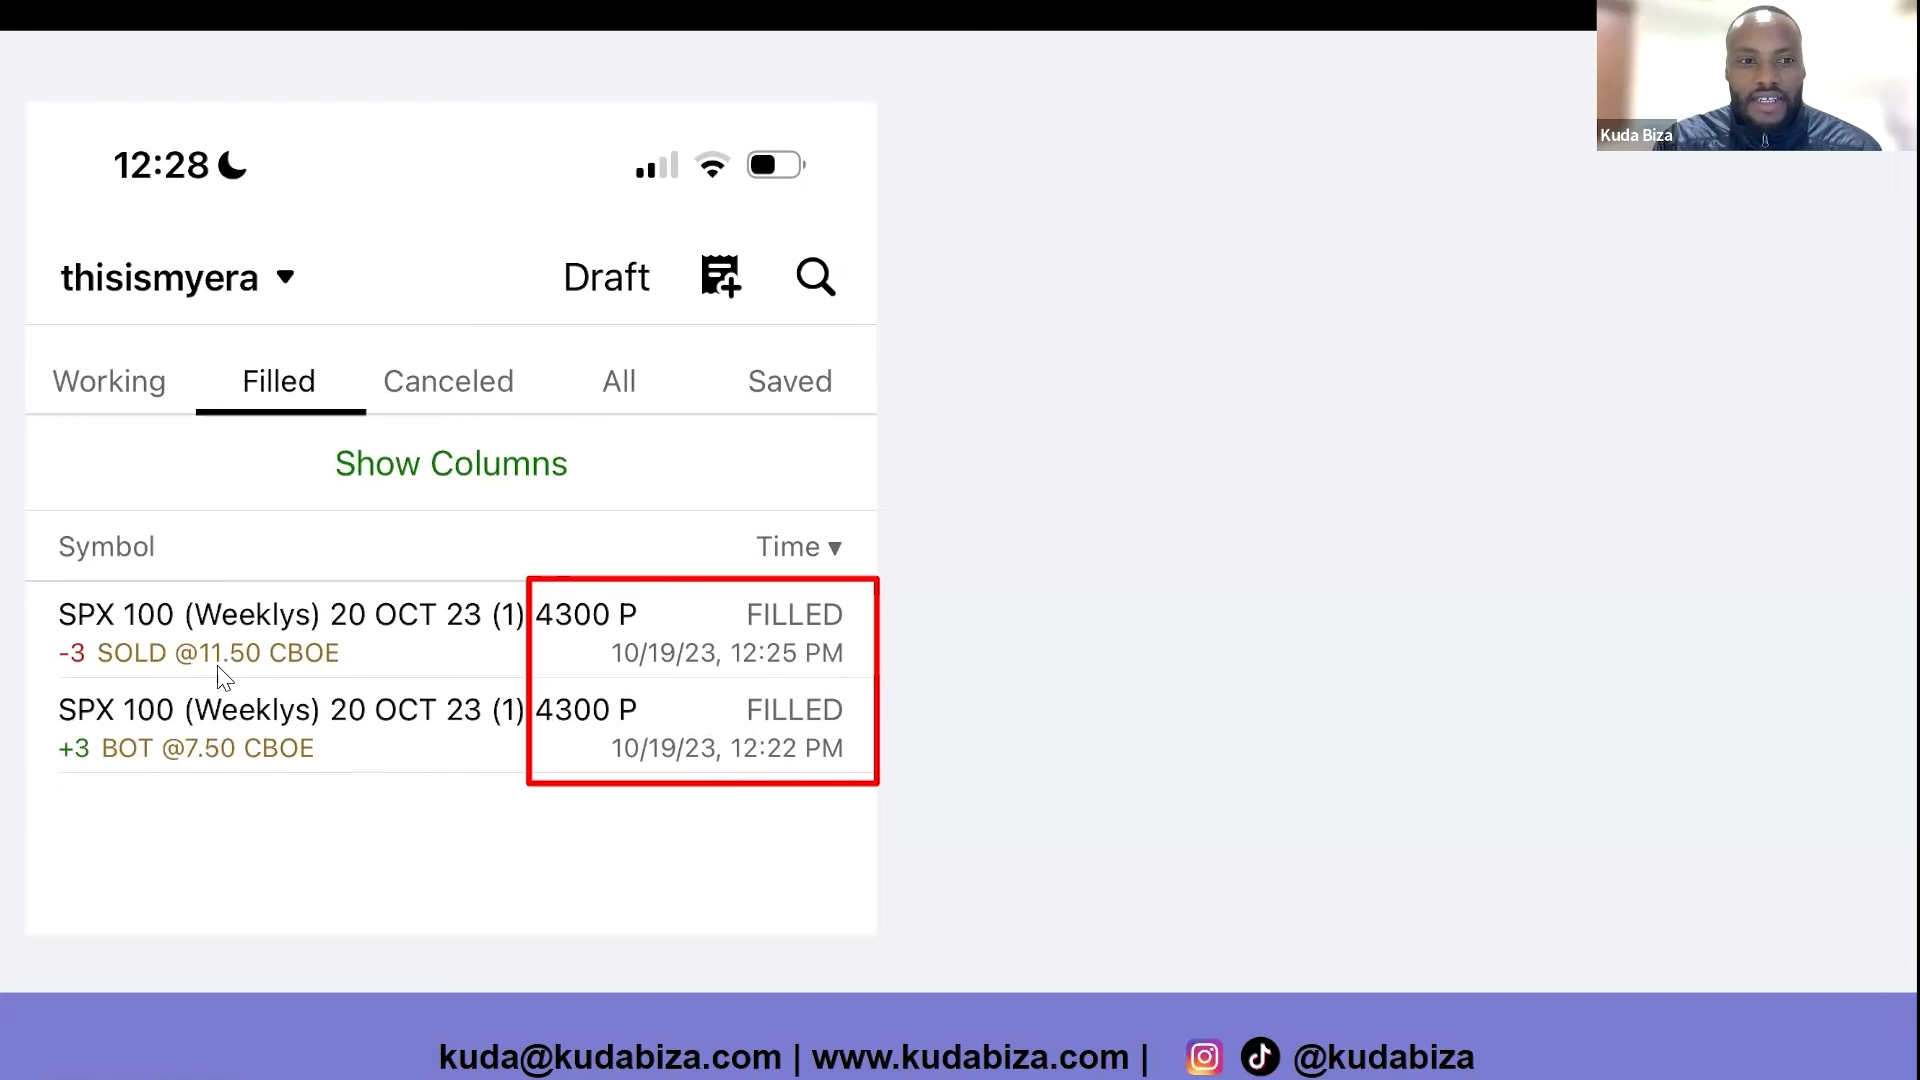 Kuda Biza
12:28
thisismyera
Draft
Working Filled Canceled All Saved
Show Columns
Symbol Time ▼
SPX 100 (Weeklys) 20 OCT 23 (1) 4300 P FILLED
-3 SOLD @11.50 CBOE 10/19/23, 12:25 PM
SPX 100 (Weeklys) 20 OCT 23 (1) 4300 P FILLED
+3 BOT @7.50 CBOE 10/19/23, 12:22 PM
kuda@kudabiza.com | www.kudabiza.com | @kudabiza